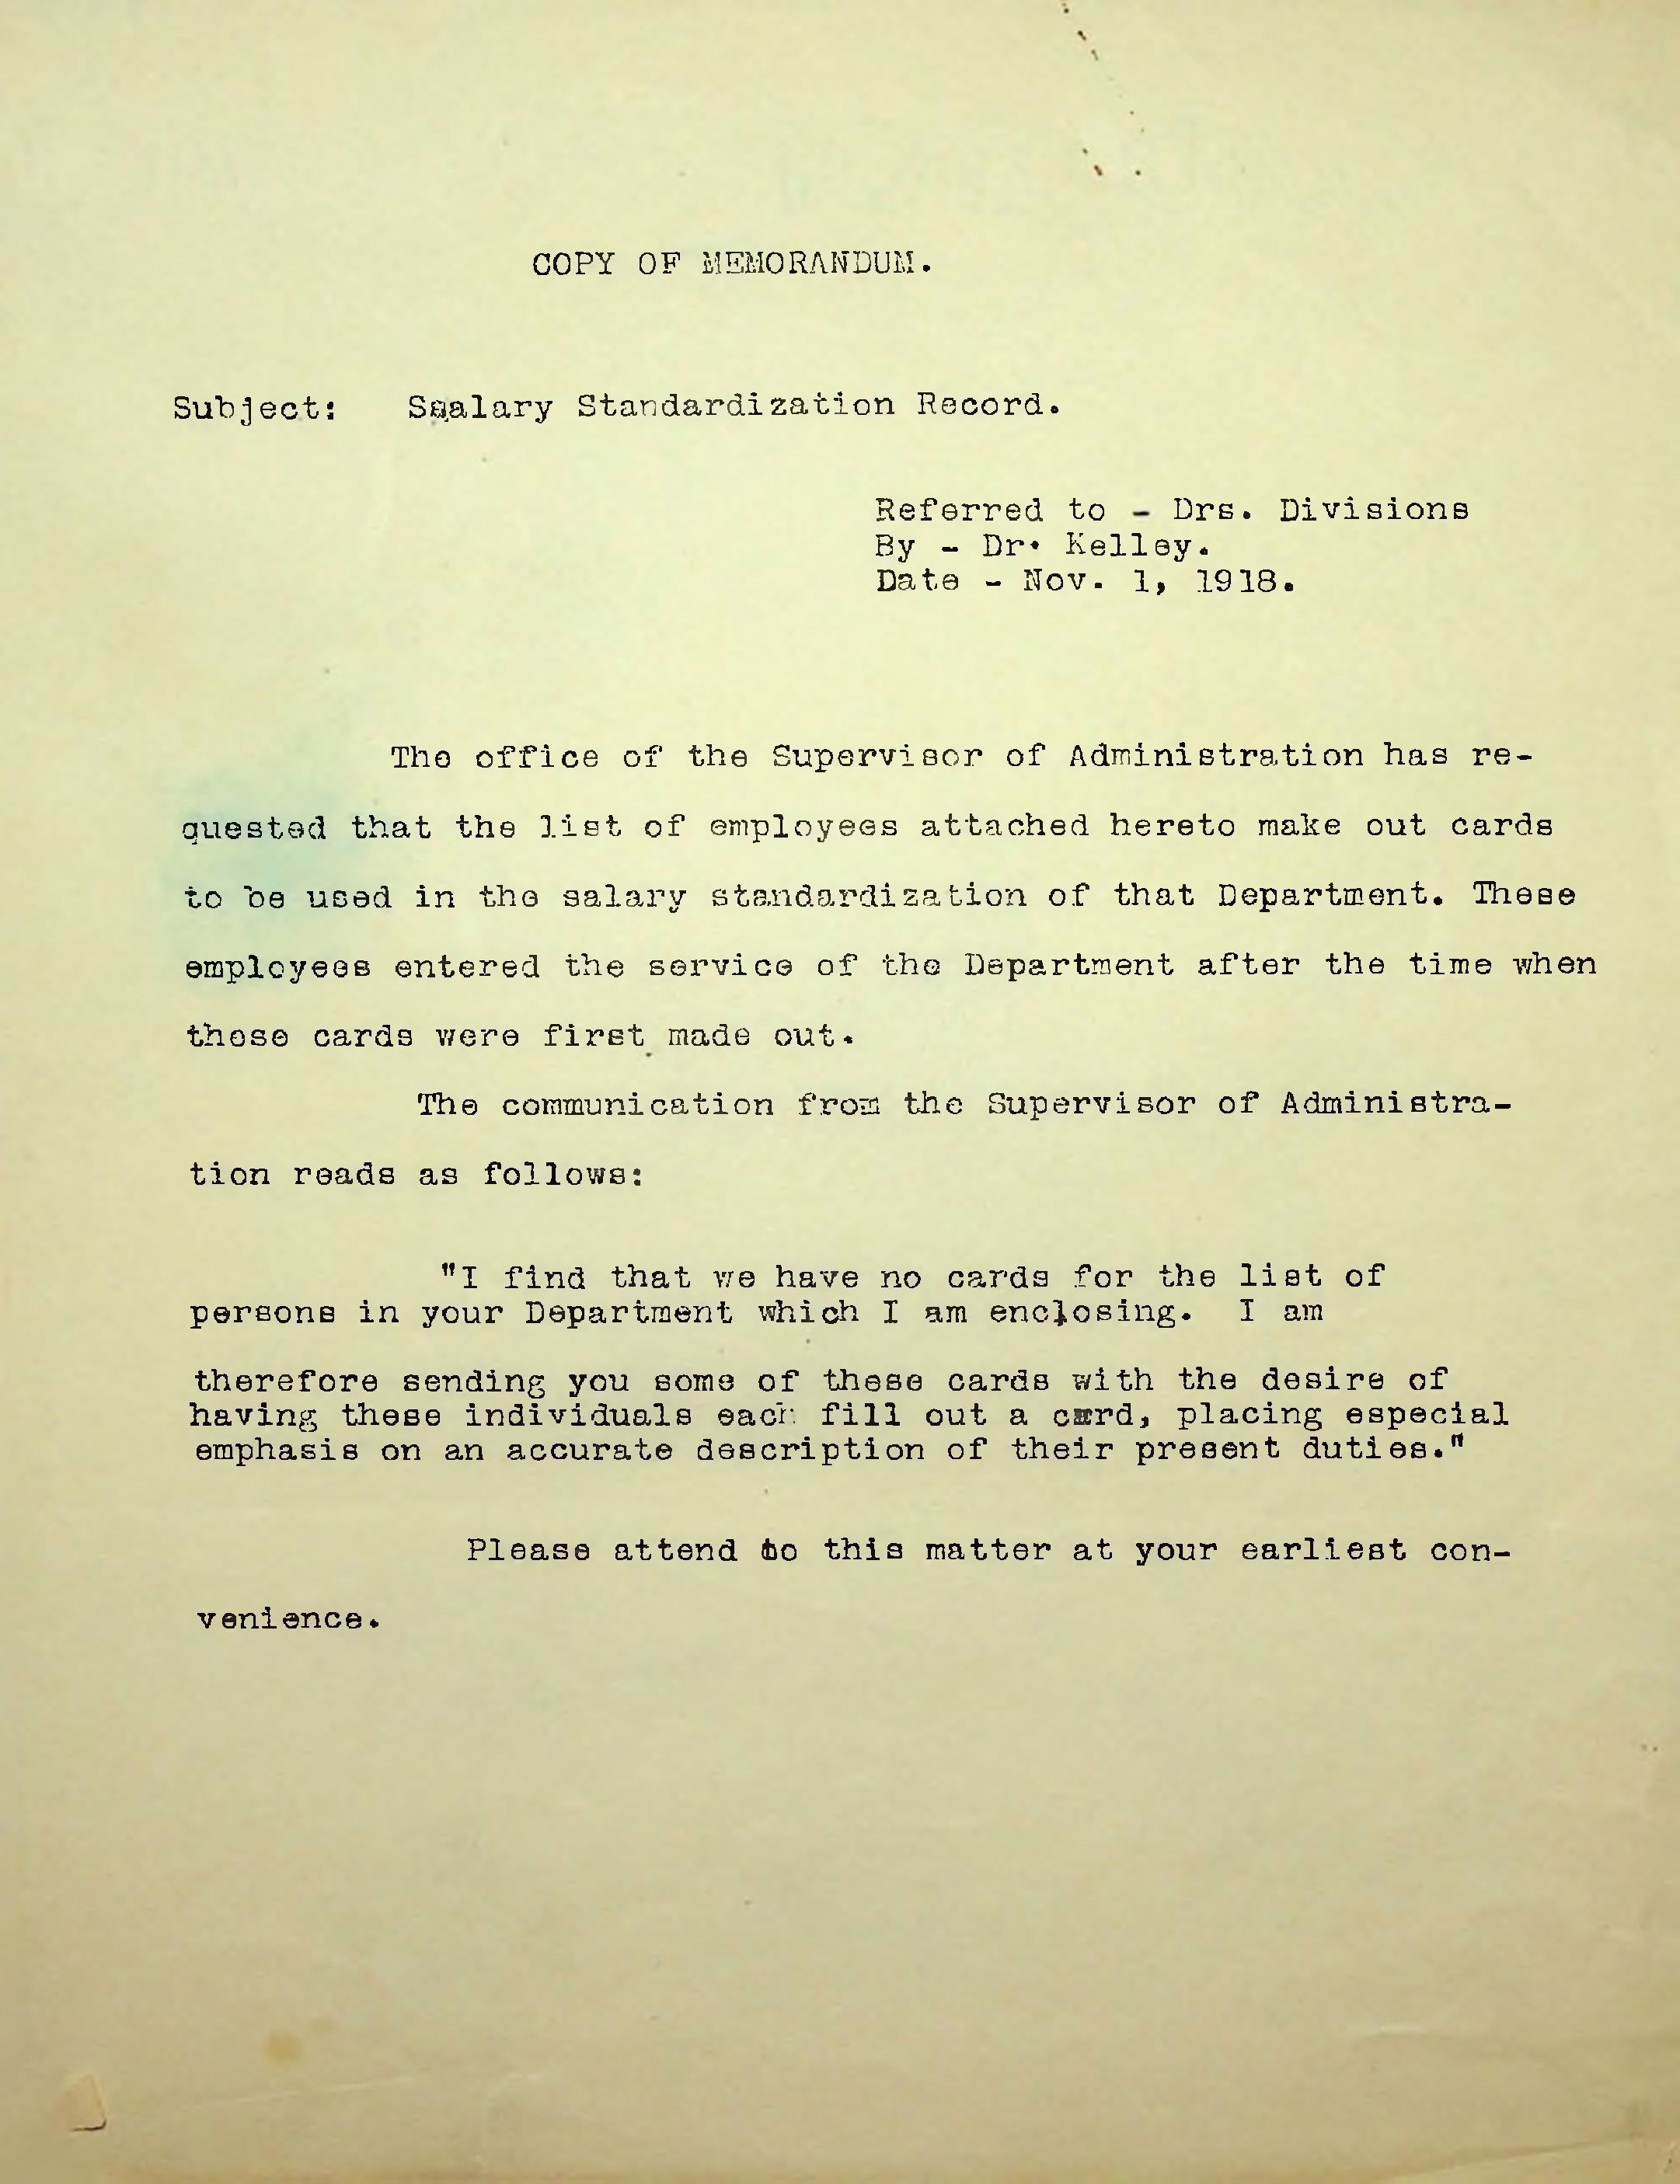 COPY OF MEMORANDUM.
Subject: Saalary Standardization Record.
Referred to - Drs. Divisions
By - Dr. Kelley.
Date - Nov. 1, 1918.
The office of the Supervisor of Administration has re-
quested that the list of employees attached hereto make out cards
to be used in the salary standardization of that Department. These
employees entered the service of the Department after the time when
these cards were first made out.
The communication from the Supervisor of Administra-
tion reads as follows:
"I find that we have no cards for the list of
persons in your Department which I am enclosing. I am
therefore sending you some of these cards with the desire of
having these individuals each fill out a card, placing especial
emphasis on an accurate description of their present duties."
Please attend to this matter at your earliest con-
venience.